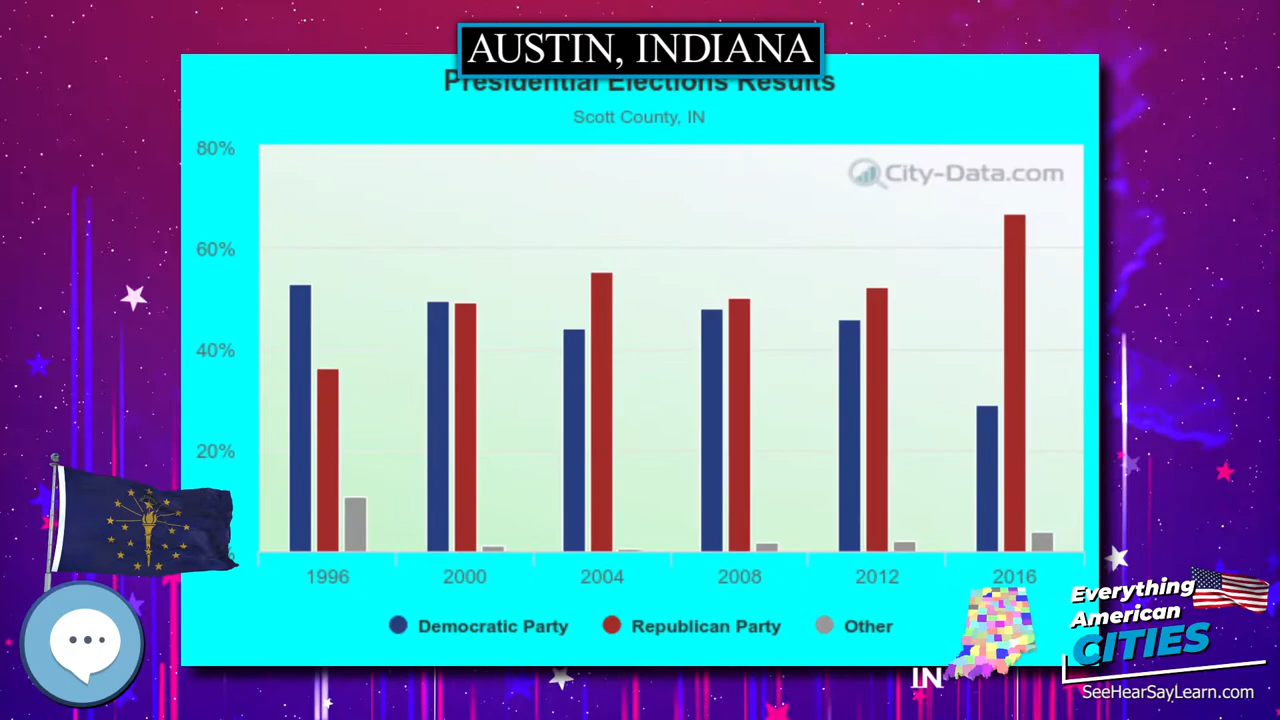 AUSTIN, INDIANA
Presidential Elections Results
Scott County, IN
80%
City-Data.com
60%
40%
20%
1996 2000 2004 2008 2012 2016
Democratic Party Republican Party Other
Everything
American
CITIES
IN
SeeHearSayLearn.com